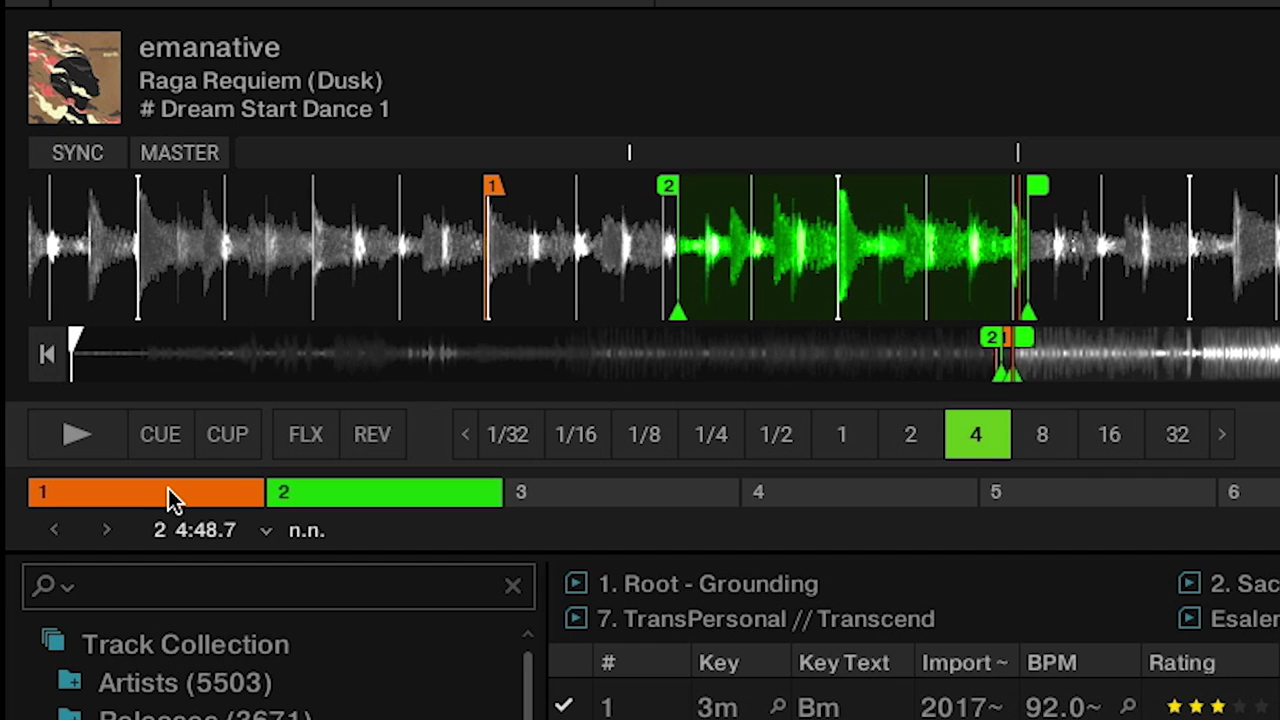 emanative
Raga Requiem (Dusk)
# Dream Start Dance 1
SYNC MASTER
1 2
2 1
CUE CUP FLX REV < 1/32 1/16 1/8 1/4 1/2 1 2 4 8 16 32 >
1 2 3 4 5 6
< > 2 4:48.7 n.n.
1. Root - Grounding 2. Sac
7. TransPersonal // Transcend Esaler
Track Collection
# Key Key Text Import ~ BPM Rating
Artists (5503)
1 3m Bm 2017~ 92.0~
Releases (3671)